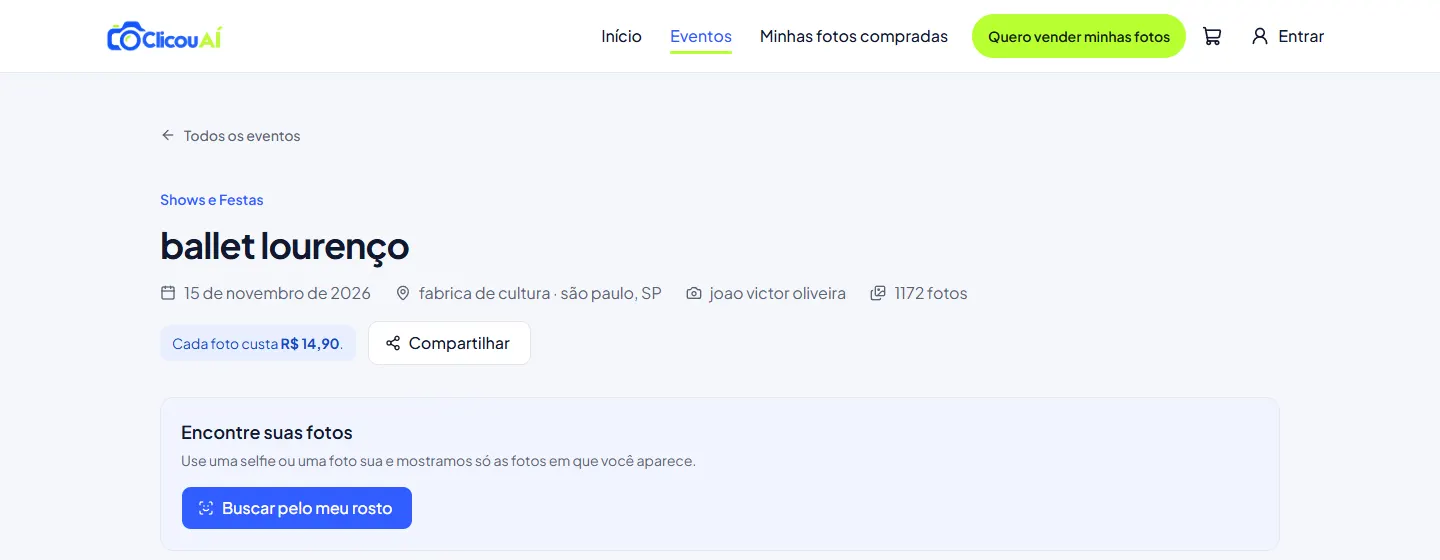 ClicouAÍ
Início
Eventos
Minhas fotos compradas
Quero vender minhas fotos
Entrar
Todos os eventos
Shows e Festas
ballet lourenço
15 de novembro de 2026
fabrica de cultura · são paulo, SP
joao victor oliveira
1172 fotos
Cada foto custa R$ 14,90.
Compartilhar
Encontre suas fotos
Use uma selfie ou uma foto sua e mostramos só as fotos em que você aparece.
Buscar pelo meu rosto